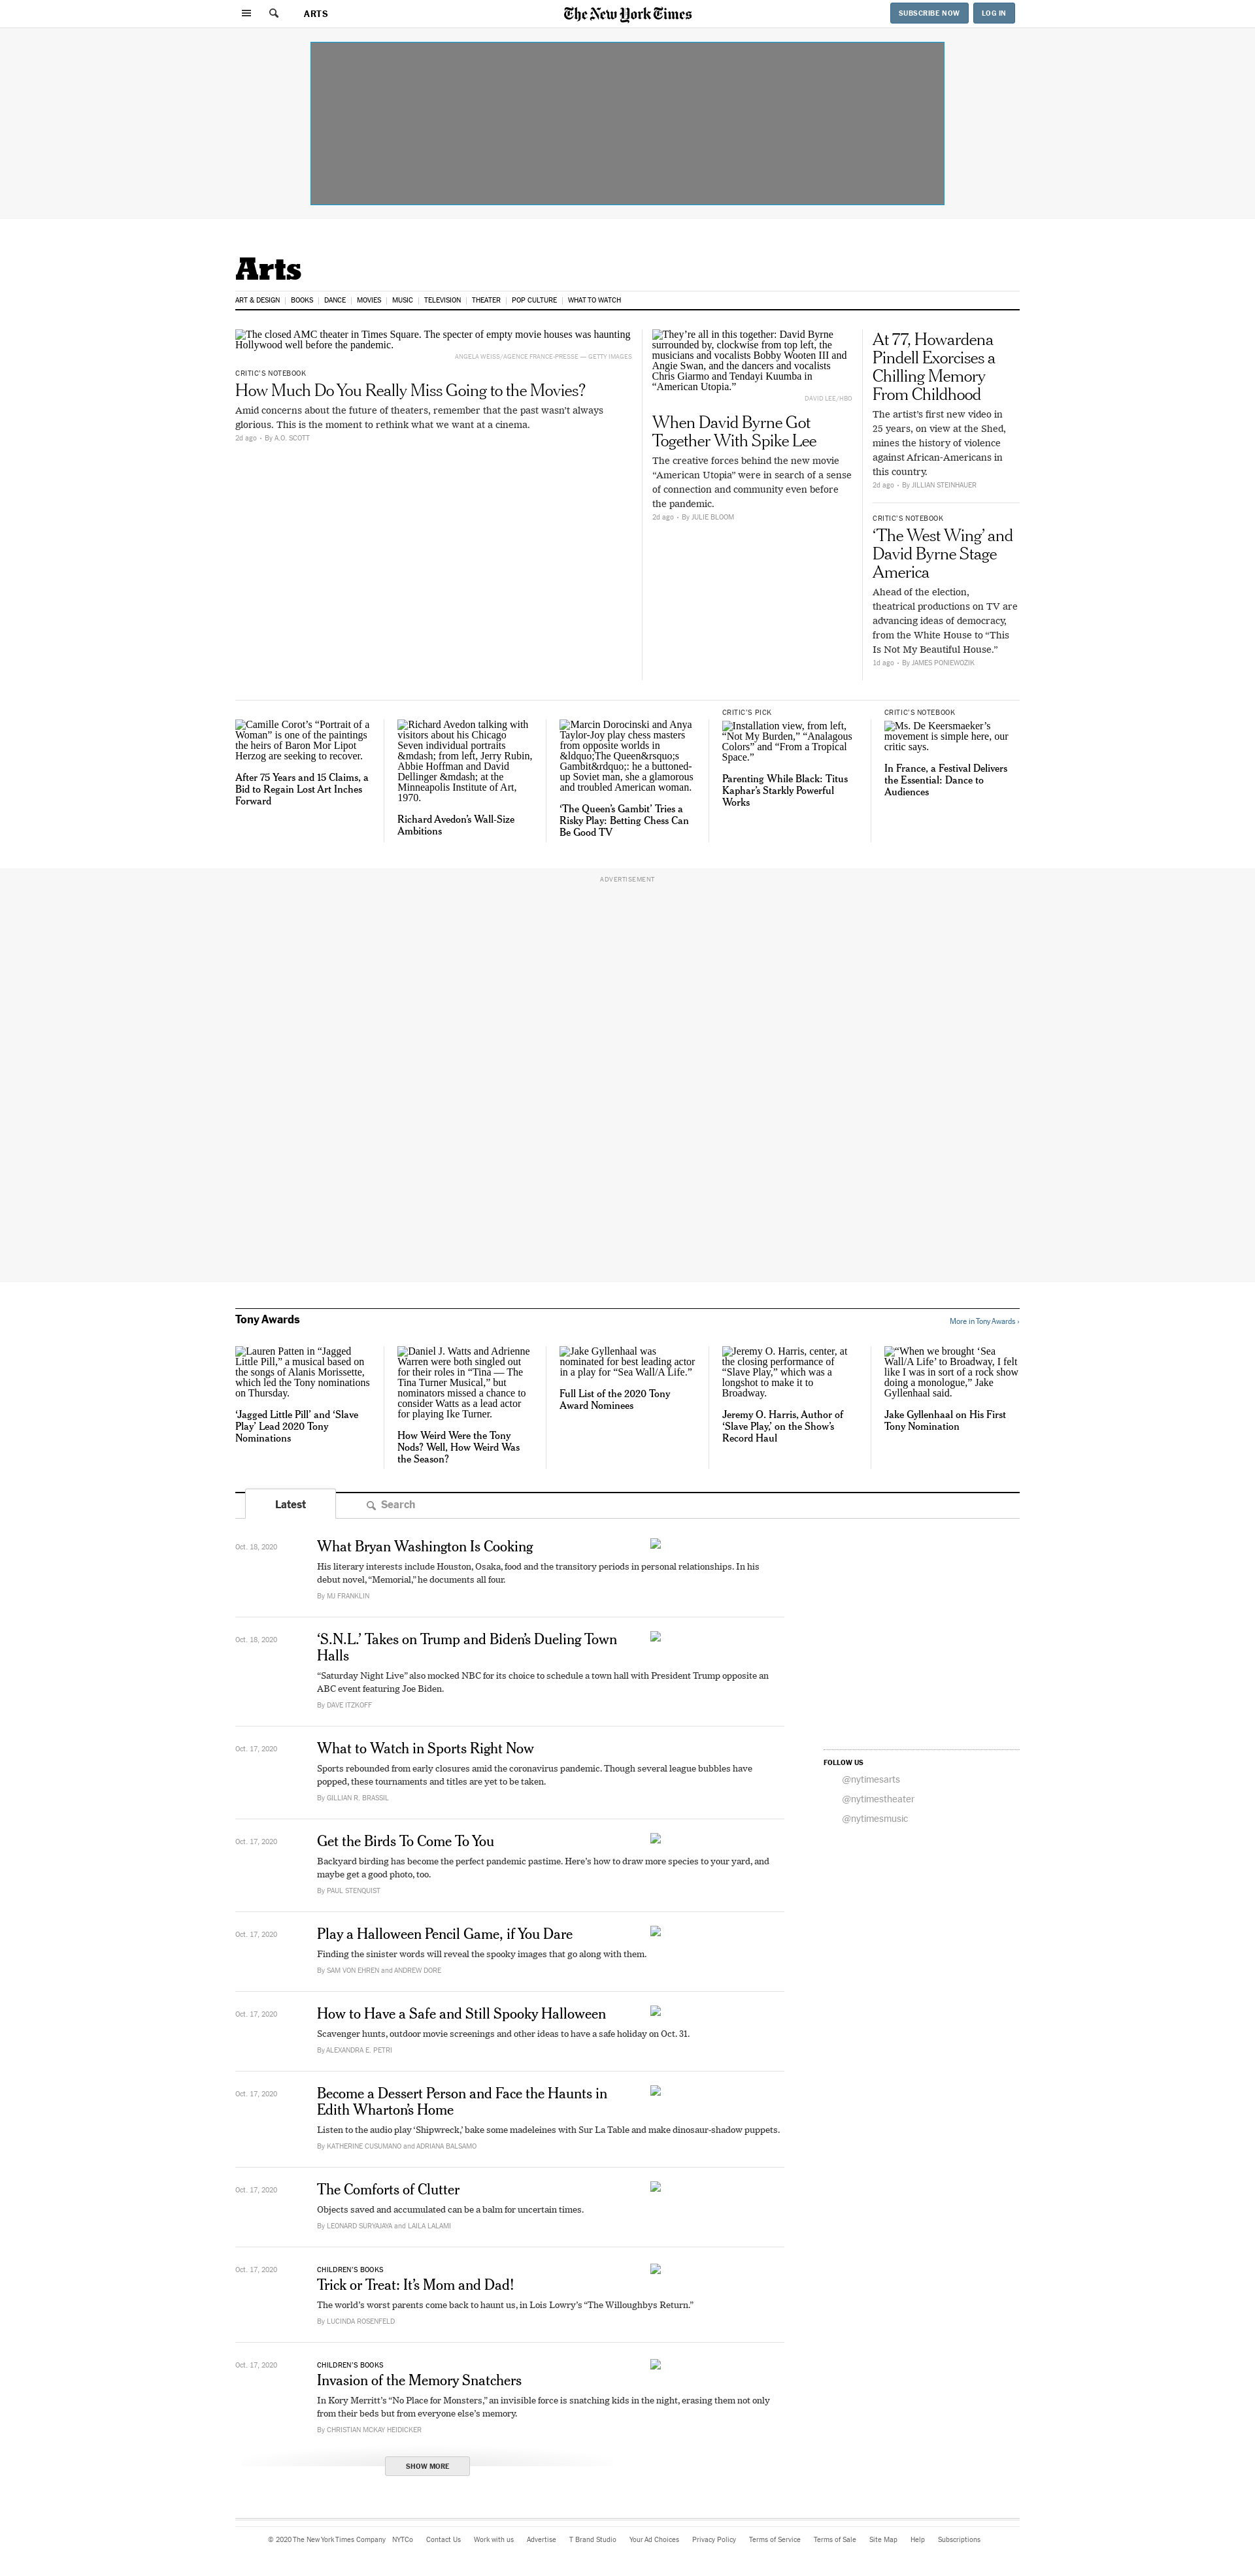 ARTS
The New York Times
SUBSCRIBE NOW
LOG IN
Arts
ART & DESIGN
BOOKS
DANCE
MOVIES
MUSIC
TELEVISION
THEATER
POP CULTURE
WHAT TO WATCH
The closed AMC theater in Times Square. The specter of empty movie houses was haunting
Hollywood well before the pandemic.
ANGELA WEISS/AGENCE FRANCE-PRESSE — GETTY IMAGES
CRITIC'S NOTEBOOK
How Much Do You Really Miss Going to the Movies?
Amid concerns about the future of theaters, remember that the past wasn't always
glorious. This is the moment to rethink what we want at a cinema.
2d ago - By A.O. SCOTT
They're all in this together: David Byrne
surrounded by, clockwise from top left, the
musicians and vocalists Bobby Wooten III and
Angie Swan, and the dancers and vocalists
Chris Giarmo and Tendayi Kuumba in
“American Utopia.”
DAVID LEE/HBO
When David Byrne Got
Together With Spike Lee
The creative forces behind the new movie
“American Utopia” were in search of a sense
of connection and community even before
the pandemic.
2d ago - By JULIE BLOOM
At 77, Howardena
Pindell Exorcises a
Chilling Memory
From Childhood
The artist's first new video in
25 years, on view at the Shed,
mines the history of violence
against African-Americans in
this country.
2d ago - By JILLIAN STEINHAUER
CRITIC'S NOTEBOOK
‘The West Wing’ and
David Byrne Stage
America
Ahead of the election,
theatrical productions on TV are
advancing ideas of democracy,
from the White House to “This
Is Not My Beautiful House.”
1d ago - By JAMES PONIEWOZIK
Camille Corot's “Portrait of a
Woman” is one of the paintings
the heirs of Baron Mor Lipot
Herzog are seeking to recover.
After 75 Years and 15 Claims, a
Bid to Regain Lost Art Inches
Forward
Richard Avedon talking with
visitors about his Chicago
Seven individual portraits
&mdash; from left, Jerry Rubin,
Abbie Hoffman and David
Dellinger &mdash; at the
Minneapolis Institute of Art,
1970.
Richard Avedon's Wall-Size
Ambitions
Marcin Dorocinski and Anya
Taylor-Joy play chess masters
from opposite worlds in
&ldquo;The Queen&rsquo;s
Gambit&rdquo;: he a buttoned-
up Soviet man, she a glamorous
and troubled American woman.
‘The Queen's Gambit’ Tries a
Risky Play: Betting Chess Can
Be Good TV
CRITIC'S PICK
Installation view, from left,
“Not My Burden,” “Analagous
Colors” and “From a Tropical
Space.”
Parenting While Black: Titus
Kaphar's Starkly Powerful
Works
CRITIC'S NOTEBOOK
Ms. De Keersmaeker's
movement is simple here, our
critic says.
In France, a Festival Delivers
the Essential: Dance to
Audiences
ADVERTISEMENT
Tony Awards
More in Tony Awards ›
Lauren Patten in “Jagged
Little Pill,” a musical based on
the songs of Alanis Morissette,
which led the Tony nominations
on Thursday.
‘Jagged Little Pill’ and ‘Slave
Play’ Lead 2020 Tony
Nominations
Daniel J. Watts and Adrienne
Warren were both singled out
for their roles in “Tina — The
Tina Turner Musical,” but
nominators missed a chance to
consider Watts as a lead actor
for playing Ike Turner.
How Weird Were the Tony
Nods? Well, How Weird Was
the Season?
Jake Gyllenhaal was
nominated for best leading actor
in a play for “Sea Wall/A Life.”
Full List of the 2020 Tony
Award Nominees
Jeremy O. Harris, center, at
the closing performance of
“Slave Play,” which was a
longshot to make it to
Broadway.
Jeremy O. Harris, Author of
‘Slave Play,’ on the Show's
Record Haul
“When we brought ‘Sea
Wall/A Life’ to Broadway, I felt
like I was in sort of a rock show
doing a monologue,” Jake
Gyllenhaal said.
Jake Gyllenhaal on His First
Tony Nomination
Latest
Search
Oct. 18, 2020
What Bryan Washington Is Cooking
His literary interests include Houston, Osaka, food and the transitory periods in personal relationships. In his
debut novel, “Memorial,” he documents all four.
By MJ FRANKLIN
Oct. 18, 2020
‘S.N.L.’ Takes on Trump and Biden's Dueling Town
Halls
“Saturday Night Live” also mocked NBC for its choice to schedule a town hall with President Trump opposite an
ABC event featuring Joe Biden.
By DAVE ITZKOFF
Oct. 17, 2020
What to Watch in Sports Right Now
Sports rebounded from early closures amid the coronavirus pandemic. Though several league bubbles have
popped, these tournaments and titles are yet to be taken.
By GILLIAN R. BRASSIL
FOLLOW US
@nytimesarts
@nytimestheater
@nytimesmusic
Oct. 17, 2020
Get the Birds To Come To You
Backyard birding has become the perfect pandemic pastime. Here's how to draw more species to your yard, and
maybe get a good photo, too.
By PAUL STENQUIST
Oct. 17, 2020
Play a Halloween Pencil Game, if You Dare
Finding the sinister words will reveal the spooky images that go along with them.
By SAM VON EHREN and ANDREW DORE
Oct. 17, 2020
How to Have a Safe and Still Spooky Halloween
Scavenger hunts, outdoor movie screenings and other ideas to have a safe holiday on Oct. 31.
By ALEXANDRA E. PETRI
Oct. 17, 2020
Become a Dessert Person and Face the Haunts in
Edith Wharton's Home
Listen to the audio play ‘Shipwreck,’ bake some madeleines with Sur La Table and make dinosaur-shadow puppets.
By KATHERINE CUSUMANO and ADRIANA BALSAMO
Oct. 17, 2020
The Comforts of Clutter
Objects saved and accumulated can be a balm for uncertain times.
By LEONARD SURYAJAYA and LAILA LALAMI
Oct. 17, 2020
CHILDREN'S BOOKS
Trick or Treat: It's Mom and Dad!
The world's worst parents come back to haunt us, in Lois Lowry's “The Willoughbys Return.”
By LUCINDA ROSENFELD
Oct. 17, 2020
CHILDREN'S BOOKS
Invasion of the Memory Snatchers
In Kory Merritt's “No Place for Monsters,” an invisible force is snatching kids in the night, erasing them not only
from their beds but from everyone else's memory.
By CHRISTIAN MCKAY HEIDICKER
SHOW MORE
© 2020 The New York Times Company
NYTCo
Contact Us
Work with us
Advertise
T Brand Studio
Your Ad Choices
Privacy Policy
Terms of Service
Terms of Sale
Site Map
Help
Subscriptions